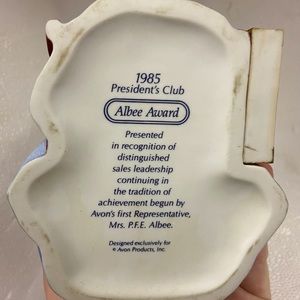 1985
President's Club
Albee Award
Presented
in recognition of
distinguished
sales leadership
continuing in
the tradition of
achievement begun by
Avon's first Representative,
Mrs. P.F.E. Albee.
Designed exclusively for
© Avon Products, Inc.